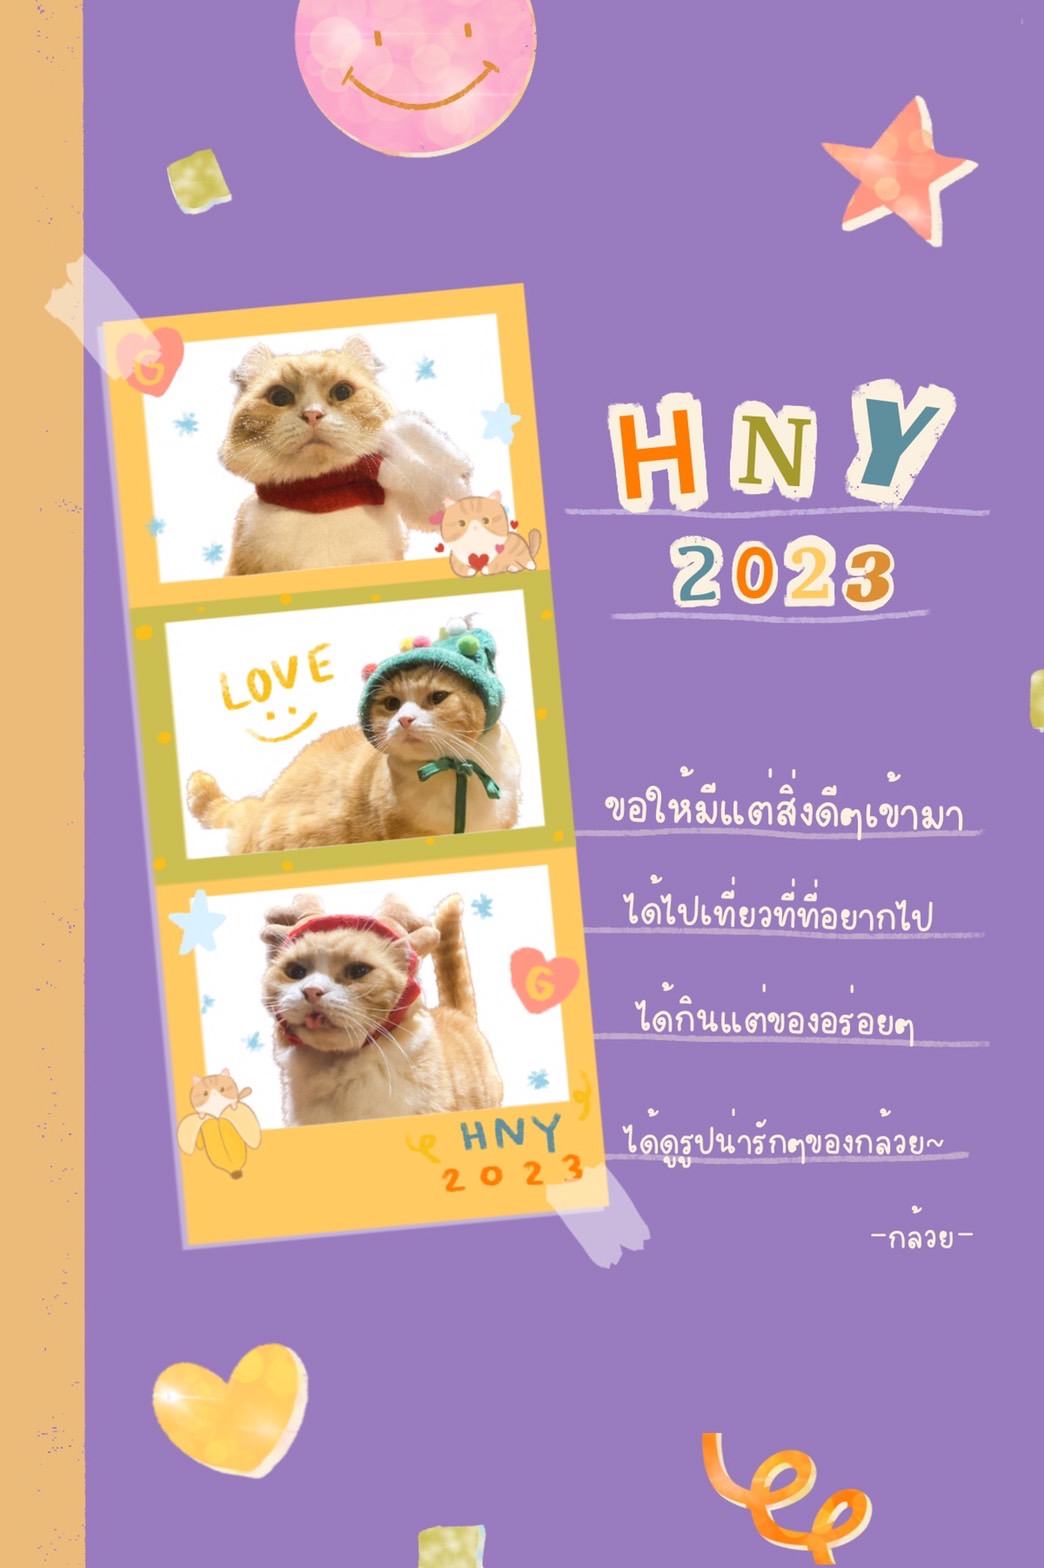 G
LOVE
G
HNY
2023
HNY
2023
ขอให้มีแต่สิ่งดีๆเข้ามา
ได้ไปเที่ยวที่ที่อยากไป
ได้กินแต่ของอร่อยๆ
ได้ดูรูปน่ารักๆของกล้วย~
-กล้วย-